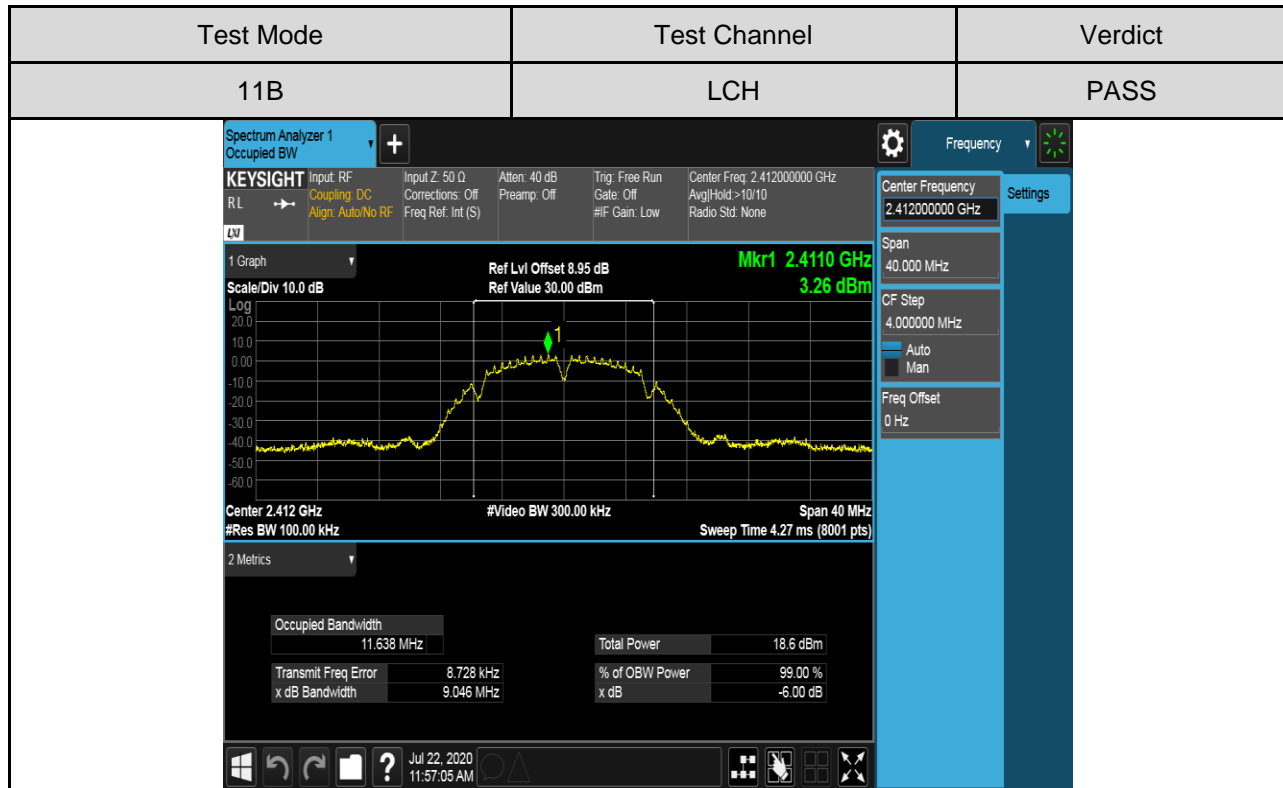 Test Mode Test Channel Verdict
11B LCH PASS
Spectrum Analyzer 1
Occupied BW
+
Frequency
KEYSIGHT Input: RF Input Z: 50 Ω Atten: 40 dB Trig: Free Run Center Freq: 2.412000000 GHz
RL Coupling: DC Corrections: Off Preamp: Off Gate: Off Avg|Hold:>10/10
Align: Auto/No RF Freq Ref: Int (S) #IF Gain: Low Radio Std: None
LXI
Center Frequency
2.412000000 GHz
Settings
Span
40.000 MHz
CF Step
4.000000 MHz
Auto
Man
Freq Offset
0 Hz
1 Graph Ref Lvl Offset 8.95 dB Mkr1 2.4110 GHz
Scale/Div 10.0 dB Ref Value 30.00 dBm 3.26 dBm
Log
20.0
10.0
0.00
-10.0
-20.0
-30.0
-40.0
-50.0
-60.0
1
Center 2.412 GHz #Video BW 300.00 kHz Span 40 MHz
#Res BW 100.00 kHz Sweep Time 4.27 ms (8001 pts)
2 Metrics
Occupied Bandwidth
11.638 MHz Total Power 18.6 dBm
Transmit Freq Error 8.728 kHz % of OBW Power 99.00 %
x dB Bandwidth 9.046 MHz x dB -6.00 dB
? Jul 22, 2020
11:57:05 AM